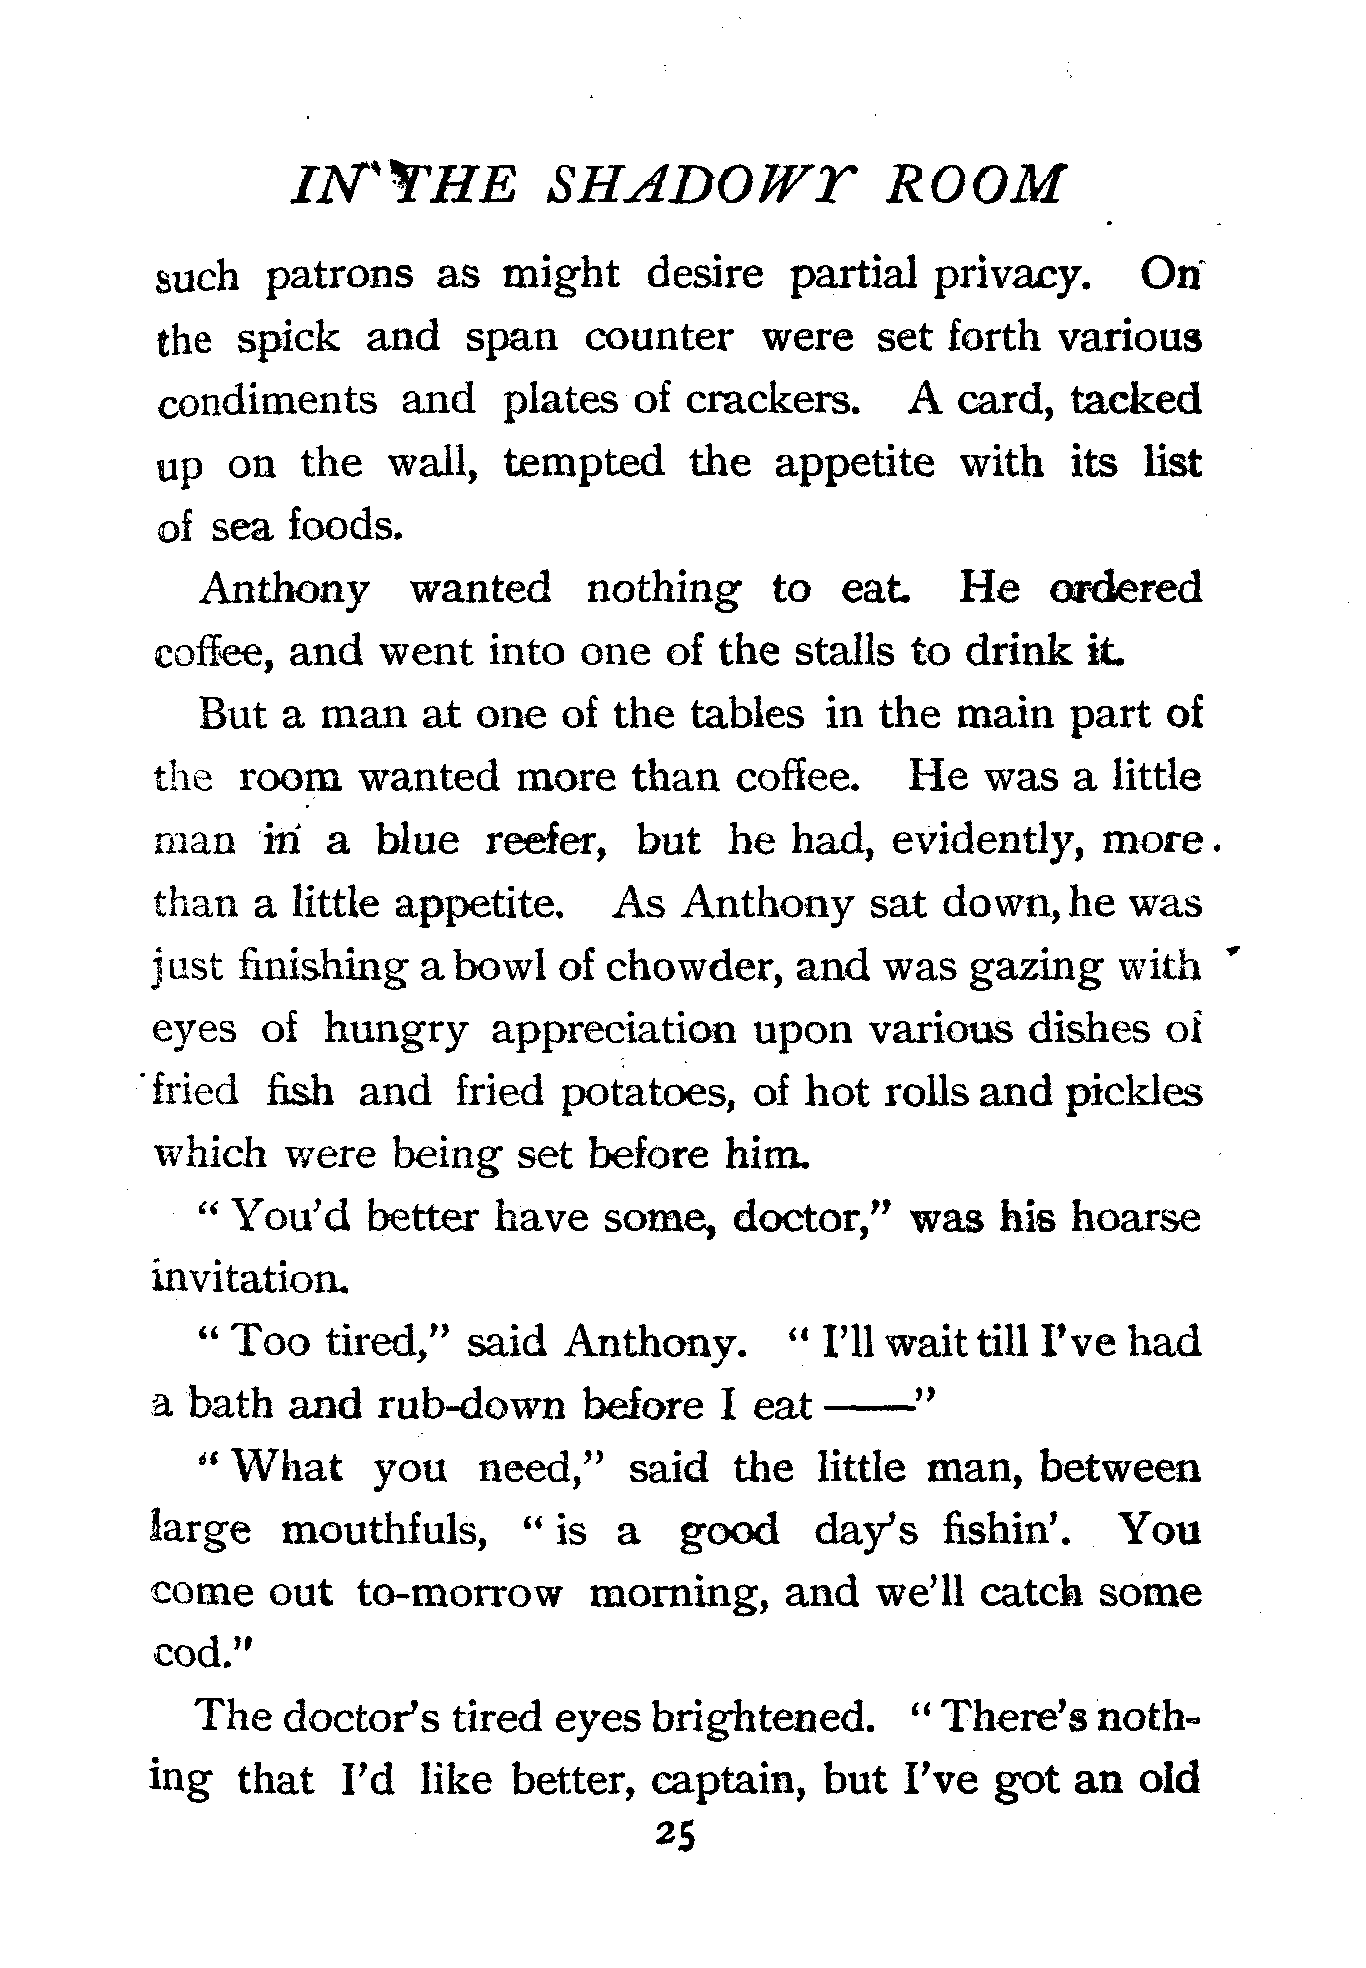 IN THE SHADOWY ROOM
such patrons as might desire partial privacy. On
the spick and span counter were set forth various
condiments and plates of crackers. A card, tacked
up on the wall, tempted the appetite with its list
of sea foods.
Anthony wanted nothing to eat. He ordered
coffee, and went into one of the stalls to drink it.
But a man at one of the tables in the main part of
the room wanted more than coffee. He was a little
man in a blue reefer, but he had, evidently, more
than a little appetite. As Anthony sat down, he was
just finishing a bowl of chowder, and was gazing with
eyes of hungry appreciation upon various dishes of
fried fish and fried potatoes, of hot rolls and pickles
which were being set before him.
" You'd better have some, doctor," was his hoarse
invitation.
" Too tired," said Anthony. " I'll wait till I've had
a bath and rub-down before I eat ——"
" What you need," said the little man, between
large mouthfuls, " is a good day's fishin'. You
come out to-morrow morning, and we'll catch some
cod."
The doctor's tired eyes brightened. " There's noth-
ing that I'd like better, captain, but I've got an old
25